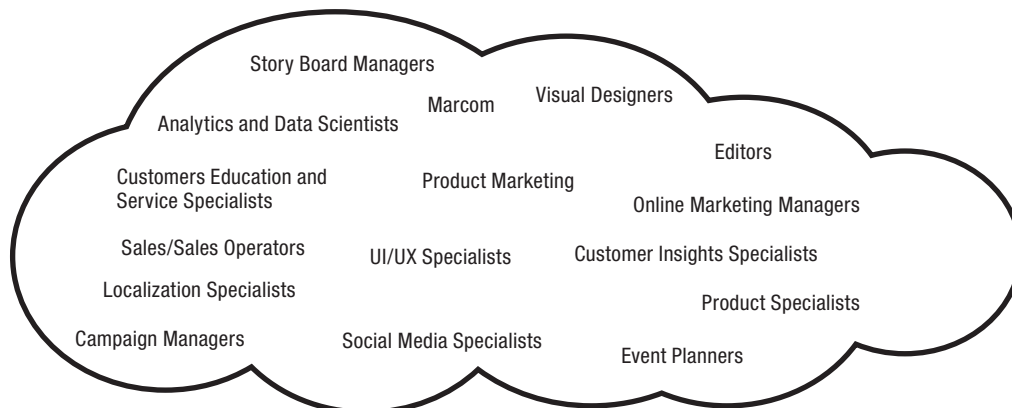 Story Board Managers
Marcom
Visual Designers
Analytics and Data Scientists
Editors
Customers Education and
Service Specialists
Product Marketing
Online Marketing Managers
Sales/Sales Operators
UI/UX Specialists
Customer Insights Specialists
Localization Specialists
Product Specialists
Campaign Managers
Social Media Specialists
Event Planners